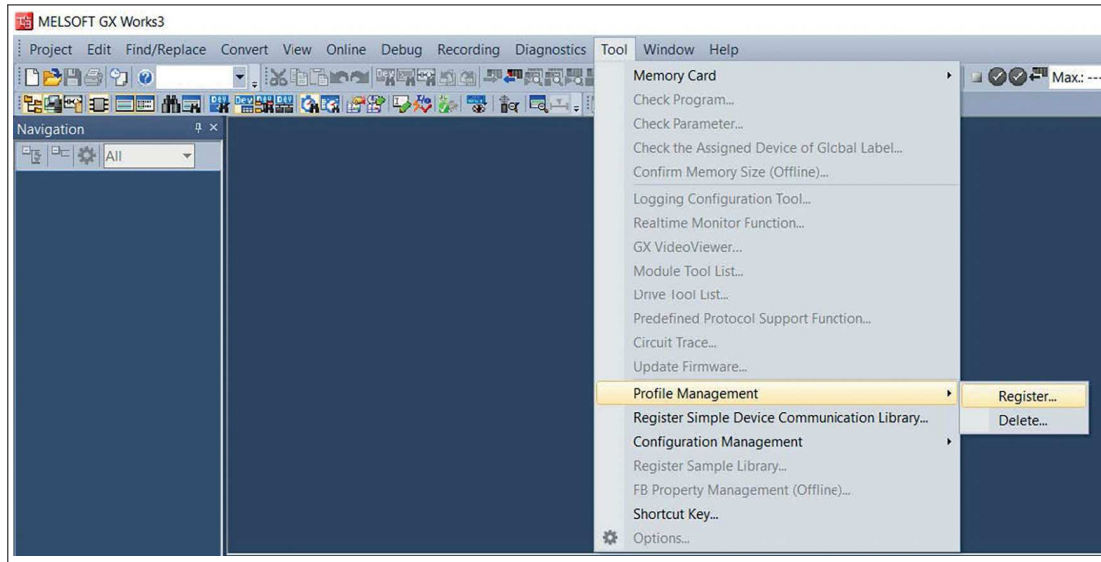 MELSOFT GX Works3
Project Edit Find/Replace Convert View Online Debug Recording Diagnostics Tool Window Help
Max.: ---
Navigation
All
Memory Card
Check Program...
Check Parameter...
Check the Assigned Device of Global Label...
Confirm Memory Size (Offline)...
Logging Configuration Tool...
Realtime Monitor Function...
GX VideoViewer...
Module Tool List...
Drive Tool List...
Predefined Protocol Support Function...
Circuit Trace...
Update Firmware...
Profile Management
Register...
Register Simple Device Communication Library...
Delete...
Configuration Management
Register Sample Library...
FB Property Management (Offline)...
Shortcut Key...
Options...